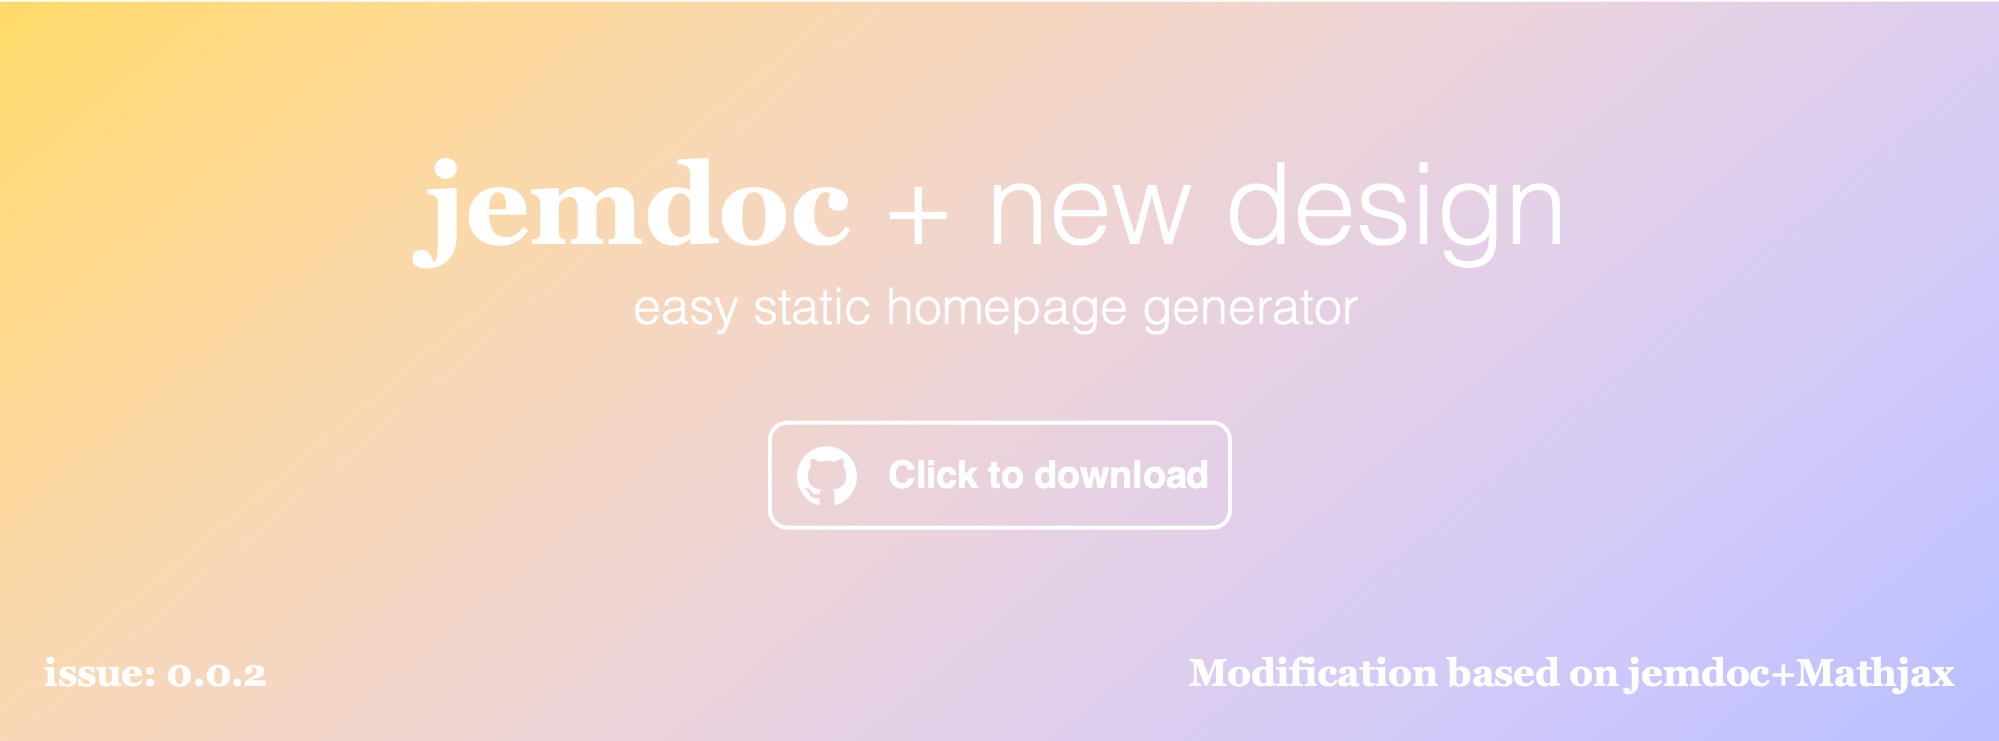 jemdoc + new design
easy static homepage generator
Click to download
issue: 0.0.2
Modification based on jemdoc+Mathjax